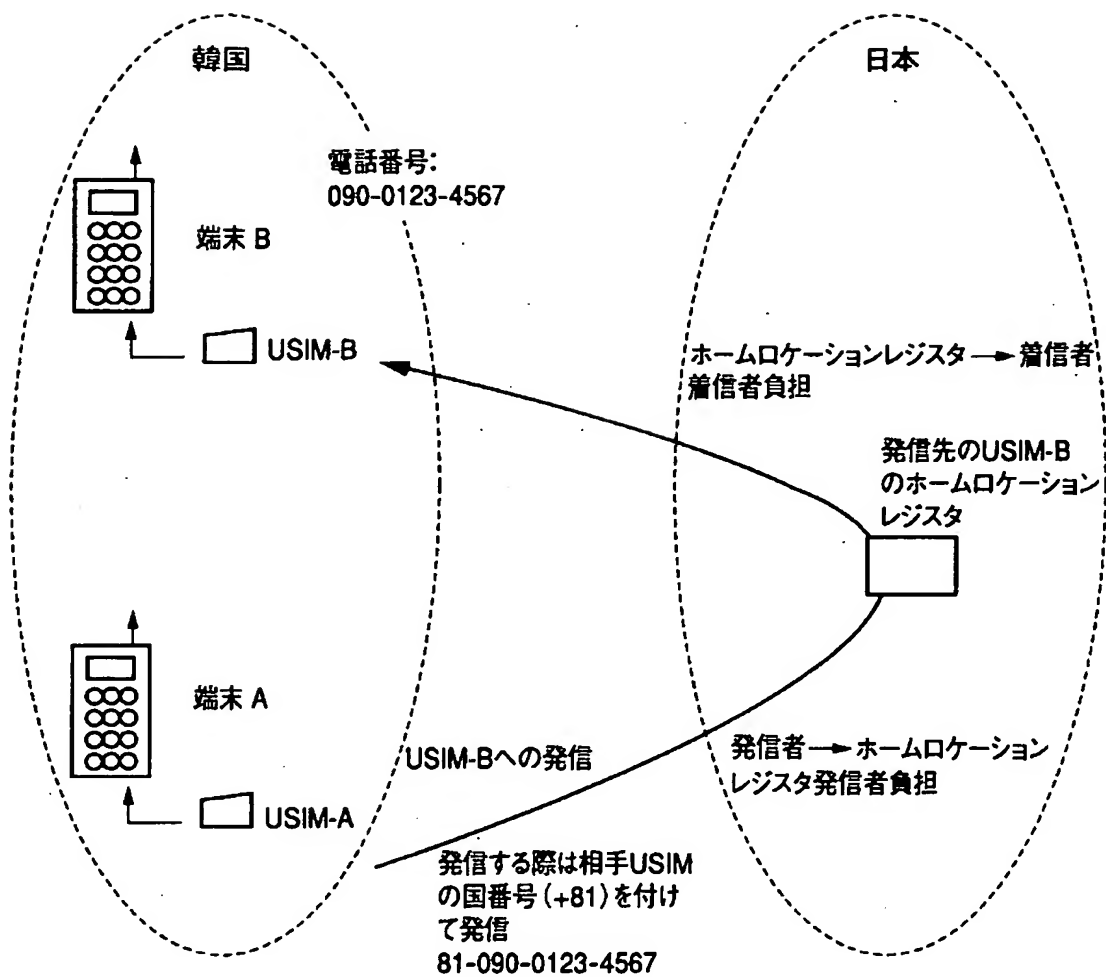 韓国
日本
電話番号:
090-0123-4567
端末 B
USIM-B
ホームロケーションレジスタ→着信者
着信者負担
発信先のUSIM-B
のホームロケーション
レジスタ
端末 A
USIM-A
USIM-Bへの発信
発信者→ホームロケーション
レジスタ発信者負担
発信する際は相手USIM
の国番号(+81)を付け
て発信
81-090-0123-4567